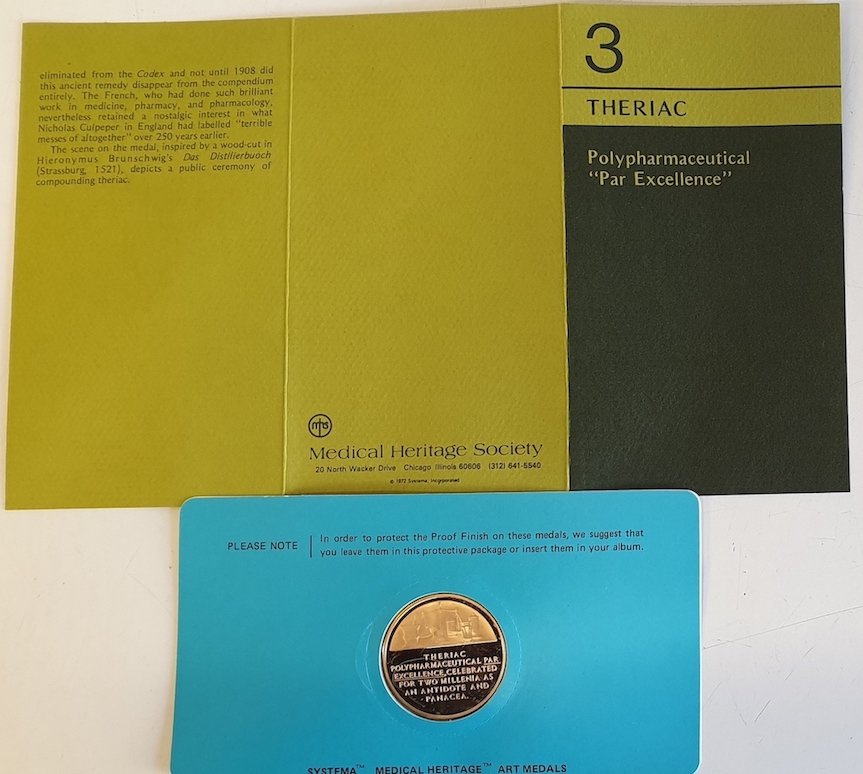 eliminated from the Codex and not until 1908 did
this ancient remedy disappear from the compendium
entirely. The French, who had done such brilliant
work in medicine, pharmacy, and pharmacology,
nevertheless retained a nostalgic interest in what
Nicholas Culpeper in England had labelled "terrible
messes of altogether" over 250 years earlier.
The scene on the medal, inspired by a wood-cut in
Hieronymus Brunschwig's Das Distilierbuoch
(Strassburg, 1521), depicts a public ceremony of
compounding theriac.
mhs
Medical Heritage Society
20 North Wacker Drive Chicago Illinois 60606 (312) 641-5540
© 1972 Systema, Incorporated
3
THERIAC
Polypharmaceutical
"Par Excellence"
PLEASE NOTE
In order to protect the Proof Finish on these medals, we suggest that
you leave them in this protective package or insert them in your album.
THERIAC
POLYPHARMACEUTICAL PAR
EXCELLENCE, CELEBRATED
FOR TWO MILLENIA AS
AN ANTIDOTE AND
PANACEA.
SYSTEMA™ MEDICAL HERITAGE™ ART MEDALS